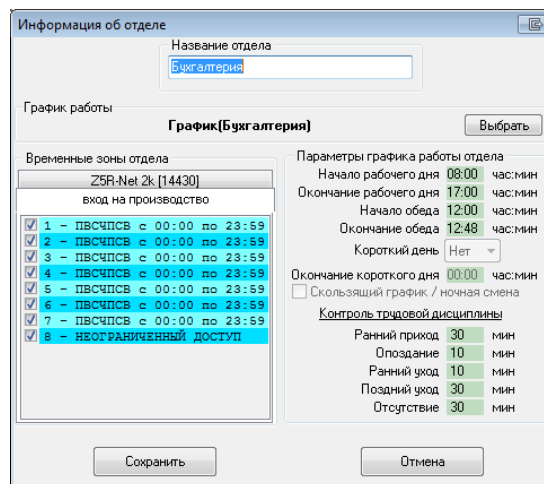 Информация об отделе
Название отдела
Бухгалтерия
График работы
График(Бухгалтерия)
Выбрать
Временные зоны отдела
Z5R-Net 2k [14430]
вход на производство
1 - ПВСЧПСВ с 00:00 по 23:59
2 - ПВСЧПСВ с 00:00 по 23:59
3 - ПВСЧПСВ с 00:00 по 23:59
4 - ПВСЧПСВ с 00:00 по 23:59
5 - ПВСЧПСВ с 00:00 по 23:59
6 - ПВСЧПСВ с 00:00 по 23:59
7 - ПВСЧПСВ с 00:00 по 23:59
8 - НЕОГРАНИЧЕННЫЙ ДОСТУП
Параметры графика работы отдела
Начало рабочего дня 08:00 час:мин
Окончание рабочего дня 17:00 час:мин
Начало обеда 12:00 час:мин
Окончание обеда 12:48 час:мин
Короткий день Нет
Окончание короткого дня 00:00 час:мин
Скользящий график / ночная смена
Контроль трудовой дисциплины
Ранний приход 30 мин
Опоздание 10 мин
Ранний уход 10 мин
Поздний уход 30 мин
Отсутствие 30 мин
Сохранить
Отмена